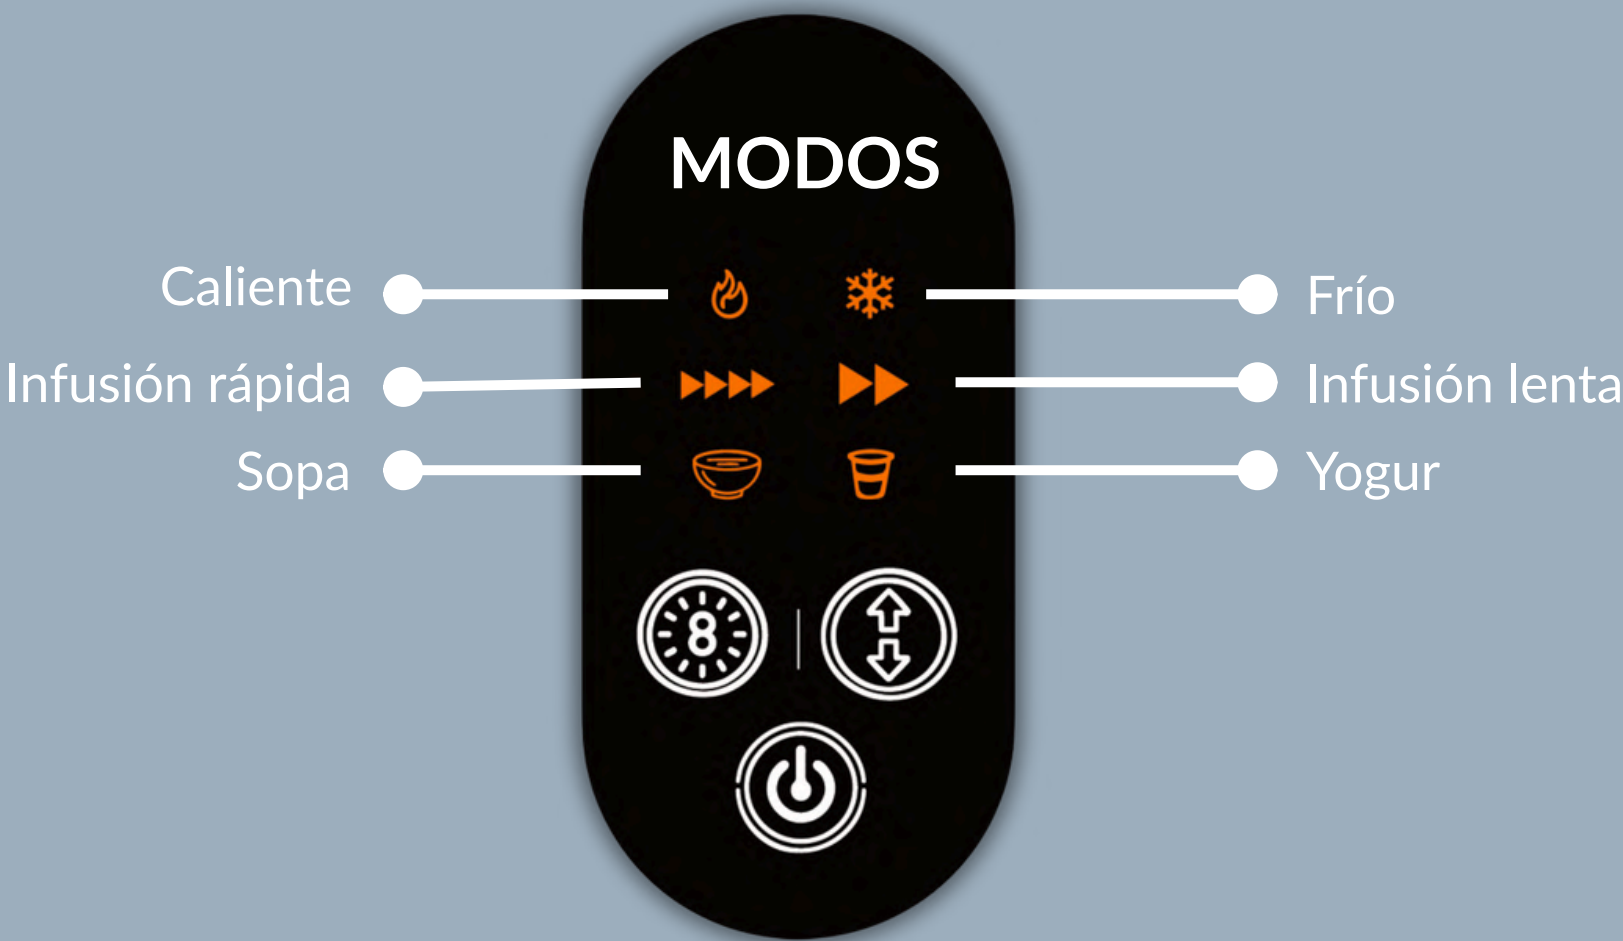 MODOS
Caliente
Frío
Infusión rápida
Infusión lenta
Sopa
Yogur
8